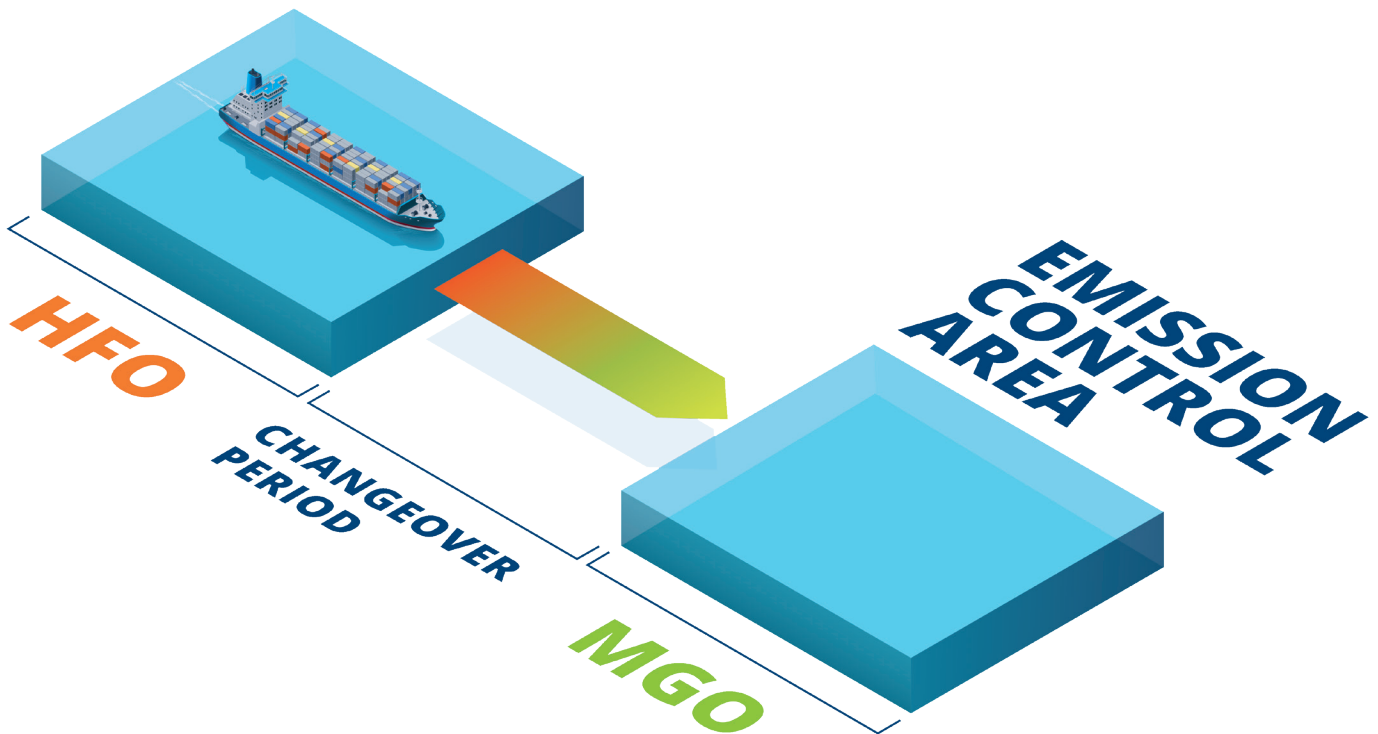 HFO
CHANGEOVER
PERIOD
MGO
EMISSION
CONTROL
AREA